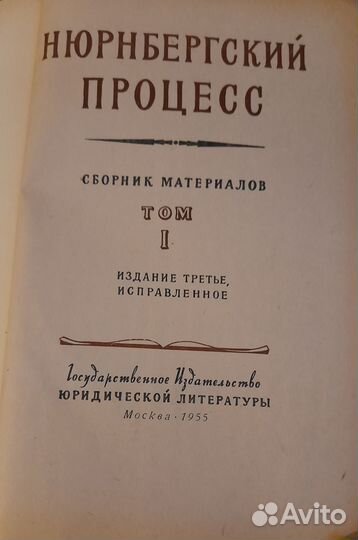 НЮРНБЕРГСКИЙ
ПРОЦЕСС
СБОРНИК МАТЕРИАЛОВ
ТОМ
I
ИЗДАНИЕ ТРЕТЬЕ,
ИСПРАВЛЕННОЕ
Государственное Издательство
ЮРИДИЧЕСКОЙ ЛИТЕРАТУРЫ
Москва · 1955
Avito